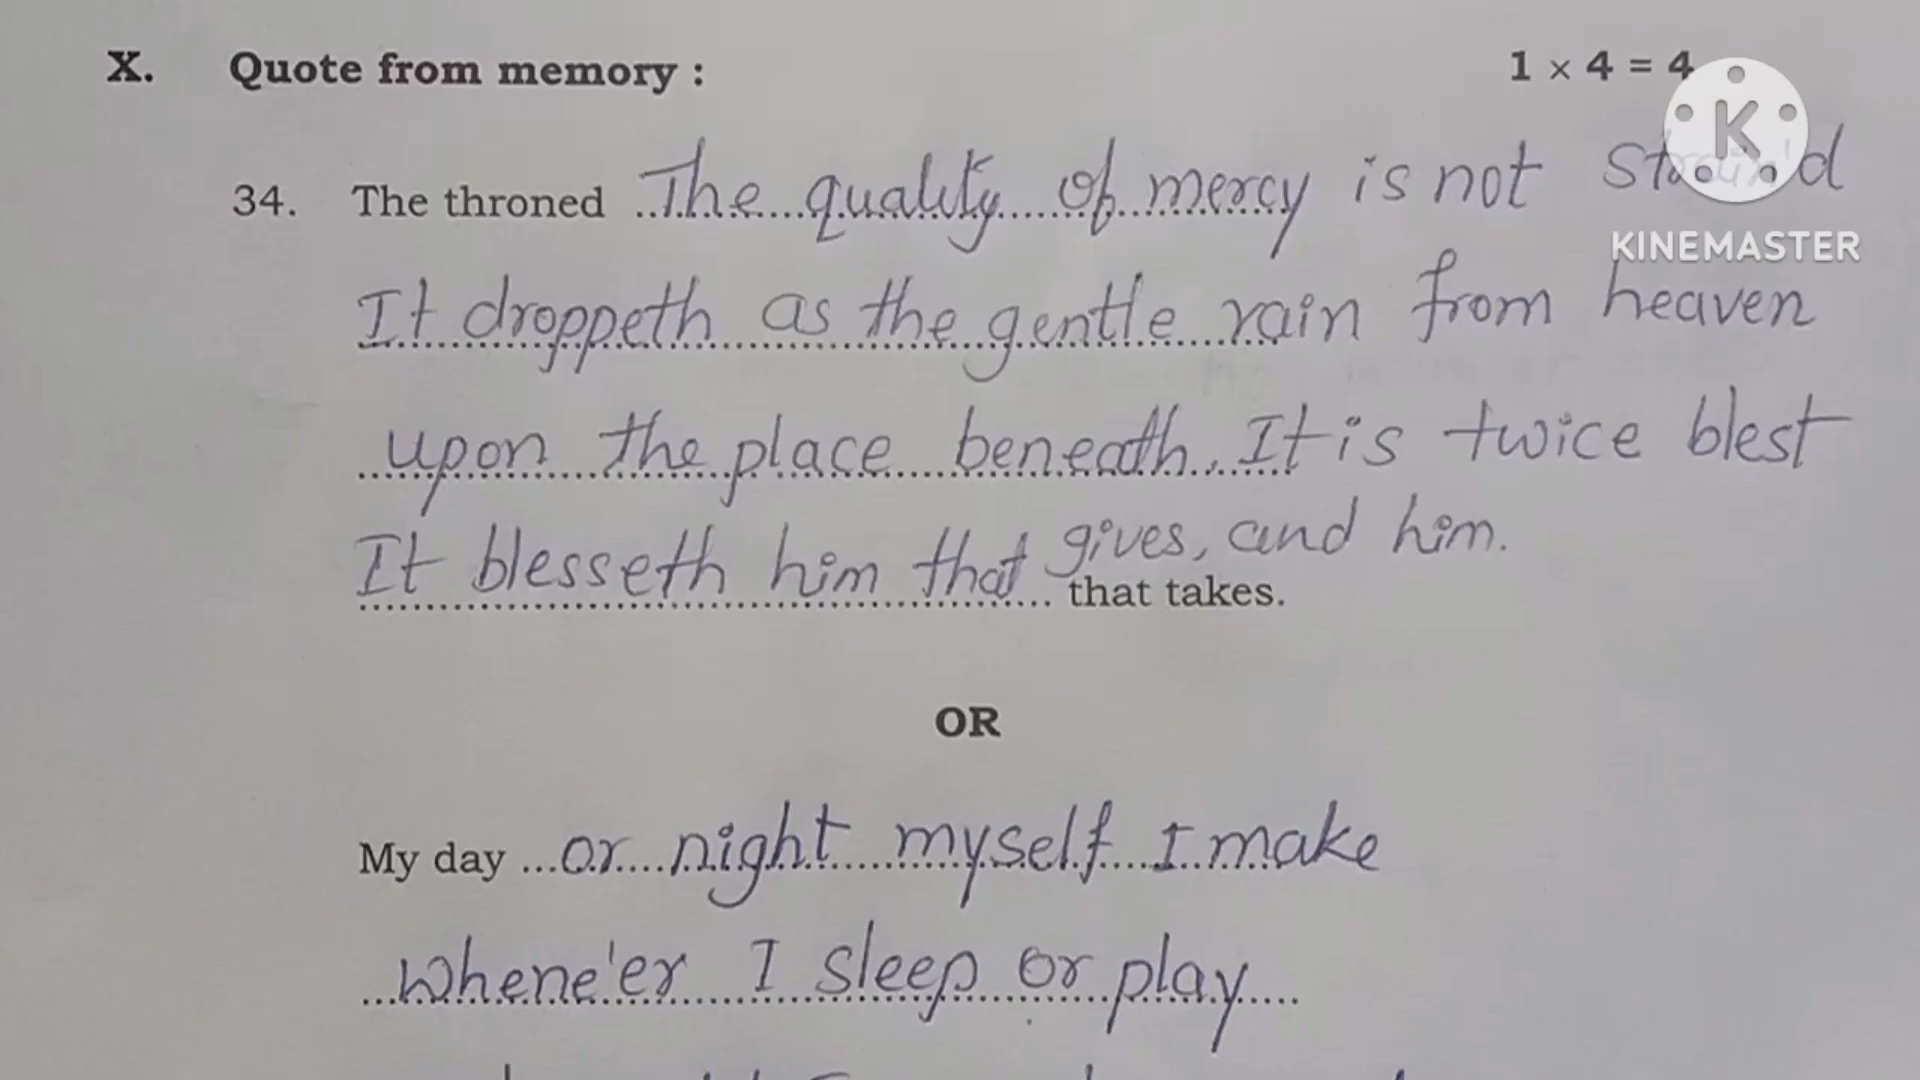 X. Quote from memory : 1 × 4 = 4
K
KINEMASTER
34. The throned The quality of mercy is not
It droppeth as the gentle rain from heaven
upon the place beneath. It is twice blest
It blesseth him that gives, and him.
that takes.
OR
My day or night myself I make
whene'er I sleep or play